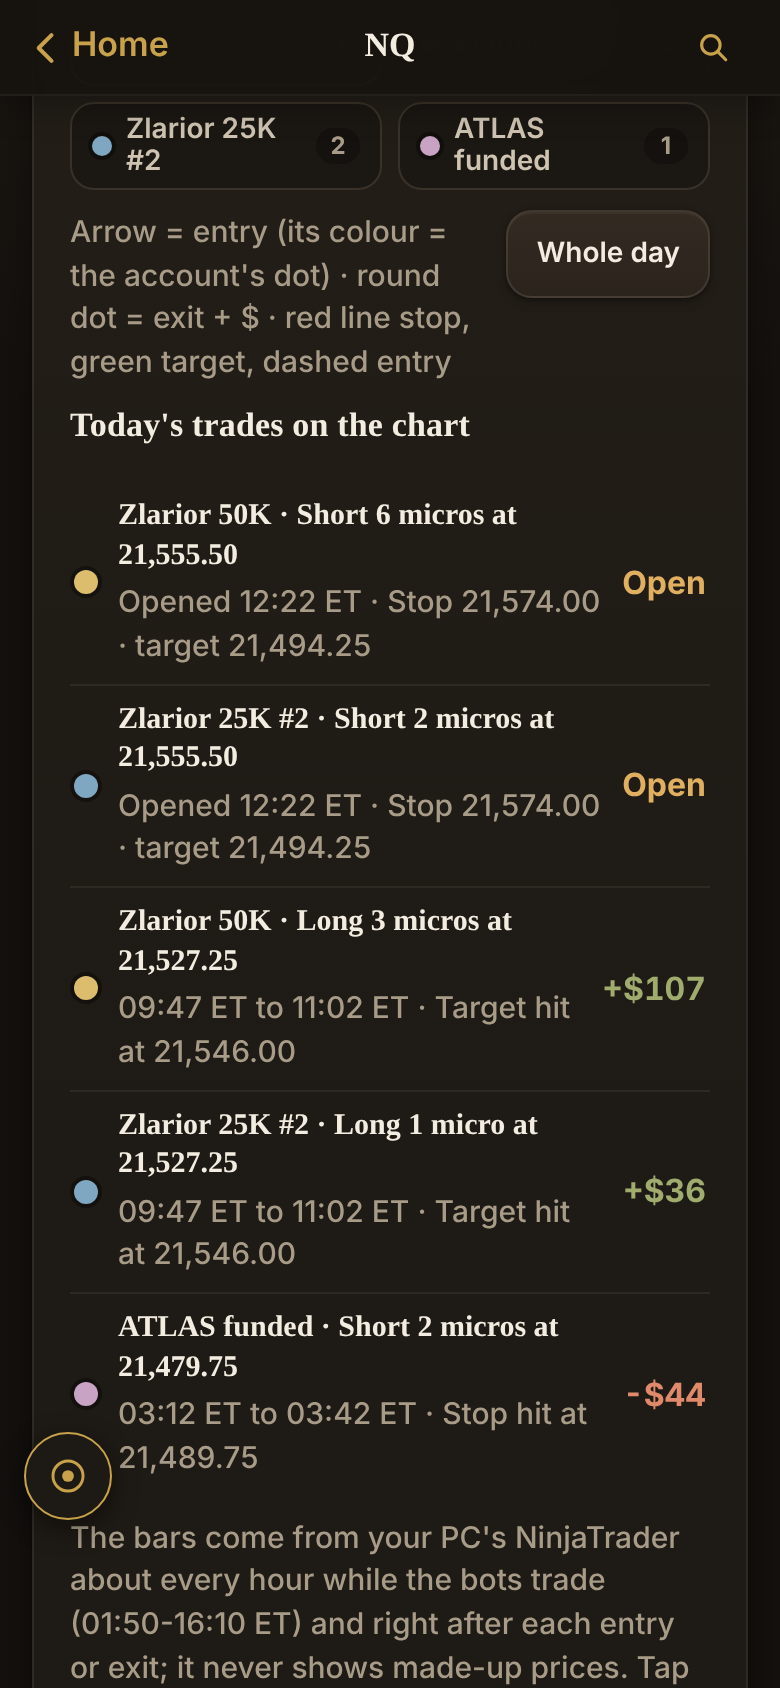 Home
NQ
Zlarior 25K
#2
2
ATLAS
funded
1
Arrow = entry (its colour =
the account's dot) · round
dot = exit + $ · red line stop,
green target, dashed entry
Whole day
Today's trades on the chart
Zlarior 50K · Short 6 micros at
21,555.50
Opened 12:22 ET · Stop 21,574.00
· target 21,494.25
Open
Zlarior 25K #2 · Short 2 micros at
21,555.50
Opened 12:22 ET · Stop 21,574.00
· target 21,494.25
Open
Zlarior 50K · Long 3 micros at
21,527.25
09:47 ET to 11:02 ET · Target hit
at 21,546.00
+$107
Zlarior 25K #2 · Long 1 micro at
21,527.25
09:47 ET to 11:02 ET · Target hit
at 21,546.00
+$36
ATLAS funded · Short 2 micros at
21,479.75
03:12 ET to 03:42 ET · Stop hit at
21,489.75
-$44
The bars come from your PC's NinjaTrader
about every hour while the bots trade
(01:50-16:10 ET) and right after each entry
or exit; it never shows made-up prices. Tap